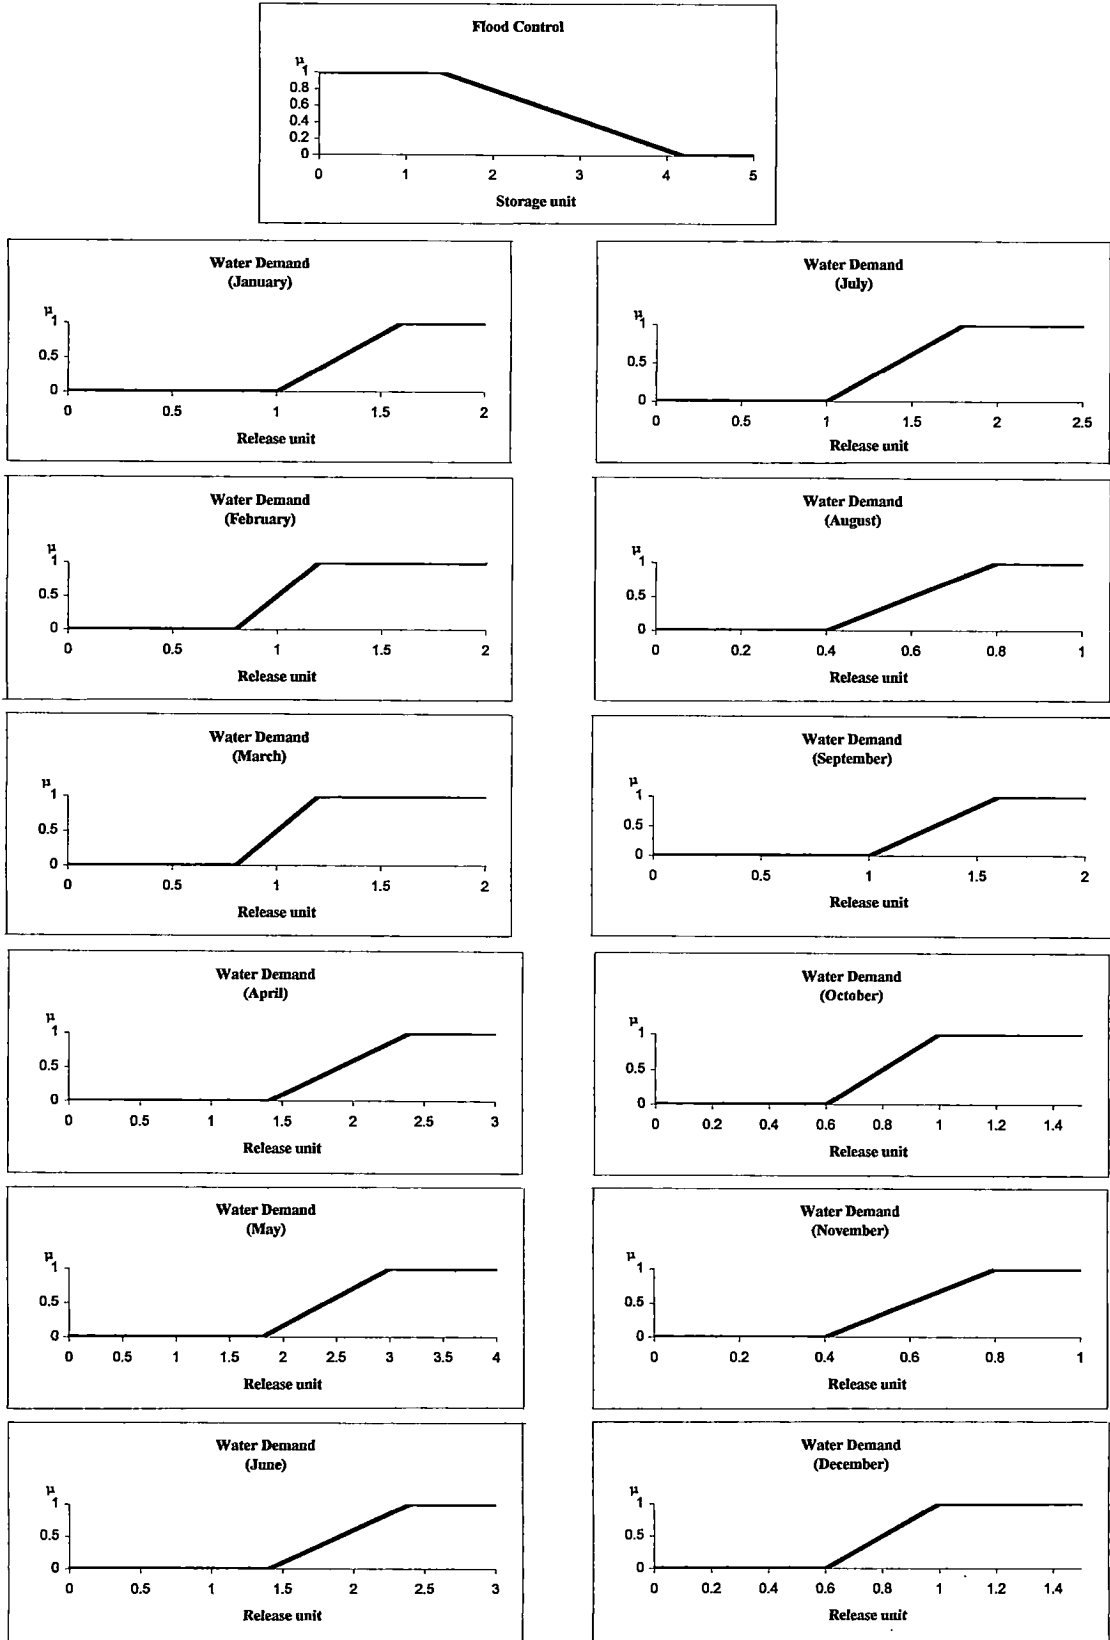 Flood Control
μ
1
0.8
0.6
0.4
0.2
0
0 1 2 3 4 5
Storage unit
Water Demand
(January)
μ
1
0.5
0
0 0.5 1 1.5 2
Release unit
Water Demand
(July)
μ
1
0.5
0
0 0.5 1 1.5 2 2.5
Release unit
Water Demand
(February)
μ
1
0.5
0
0 0.5 1 1.5 2
Release unit
Water Demand
(August)
μ
1
0.5
0
0 0.2 0.4 0.6 0.8 1
Release unit
Water Demand
(March)
μ
1
0.5
0
0 0.5 1 1.5 2
Release unit
Water Demand
(September)
μ
1
0.5
0
0 0.5 1 1.5 2
Release unit
Water Demand
(April)
μ
1
0.5
0
0 0.5 1 1.5 2 2.5 3
Release unit
Water Demand
(October)
μ
1
0.5
0
0 0.2 0.4 0.6 0.8 1 1.2 1.4
Release unit
Water Demand
(May)
μ
1
0.5
0
0 0.5 1 1.5 2 2.5 3 3.5 4
Release unit
Water Demand
(November)
μ
1
0.5
0
0 0.2 0.4 0.6 0.8 1
Release unit
Water Demand
(June)
μ
1
0.5
0
0 0.5 1 1.5 2 2.5 3
Release unit
Water Demand
(December)
μ
1
0.5
0
0 0.2 0.4 0.6 0.8 1 1.2 1.4
Release unit